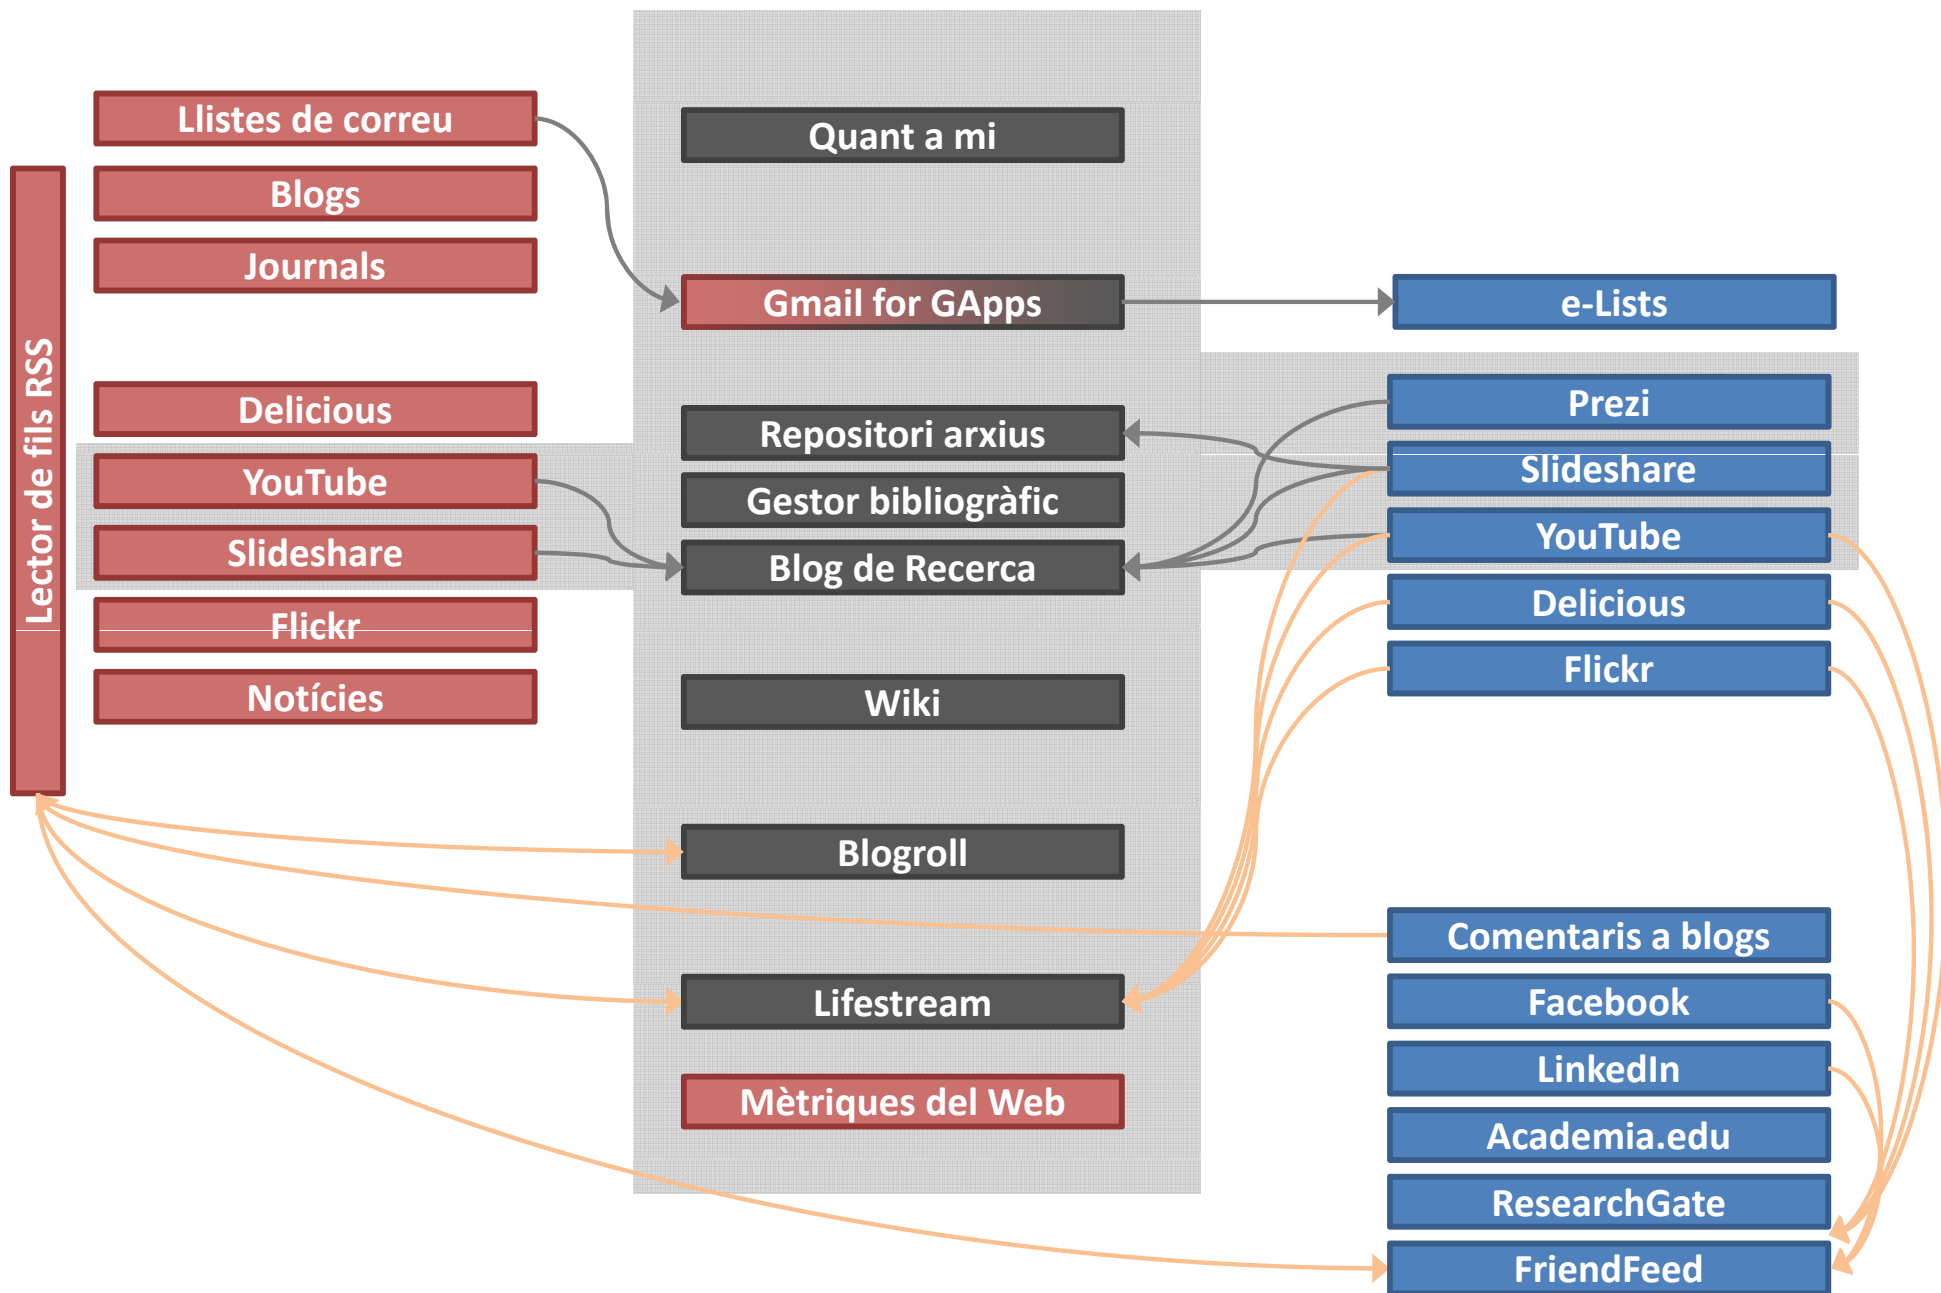 Lector de fils RSS
Llistes de correu
Blogs
Journals
Delicious
YouTube
Slideshare
Flickr
Notícies
Quant a mi
Gmail for GApps
Repositori arxius
Gestor bibliogràfic
Blog de Recerca
Wiki
Blogroll
Lifestream
Mètriques del Web
e-Lists
Prezi
Slideshare
YouTube
Delicious
Flickr
Comentaris a blogs
Facebook
LinkedIn
Academia.edu
ResearchGate
FriendFeed